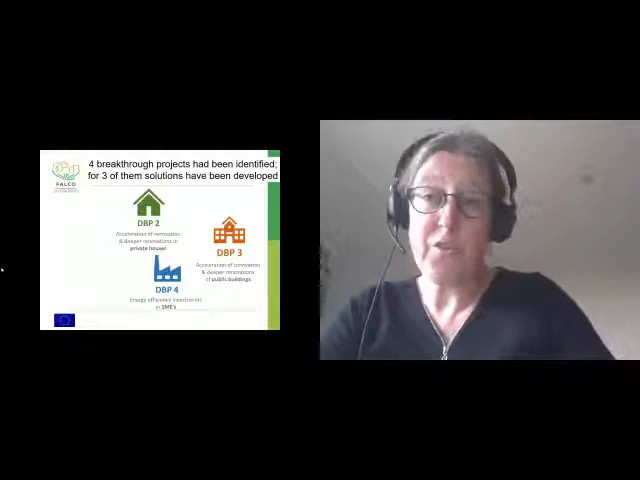 4 breakthrough projects had been identified;
for 3 of them solutions have been developed
FALCO
DBP 2
Acceleration of renovation
& deeper renovations in
private houses
DBP 3
Acceleration of renovation
& deeper renovations
of public buildings
DBP 4
Energy efficiency investments
in SME's